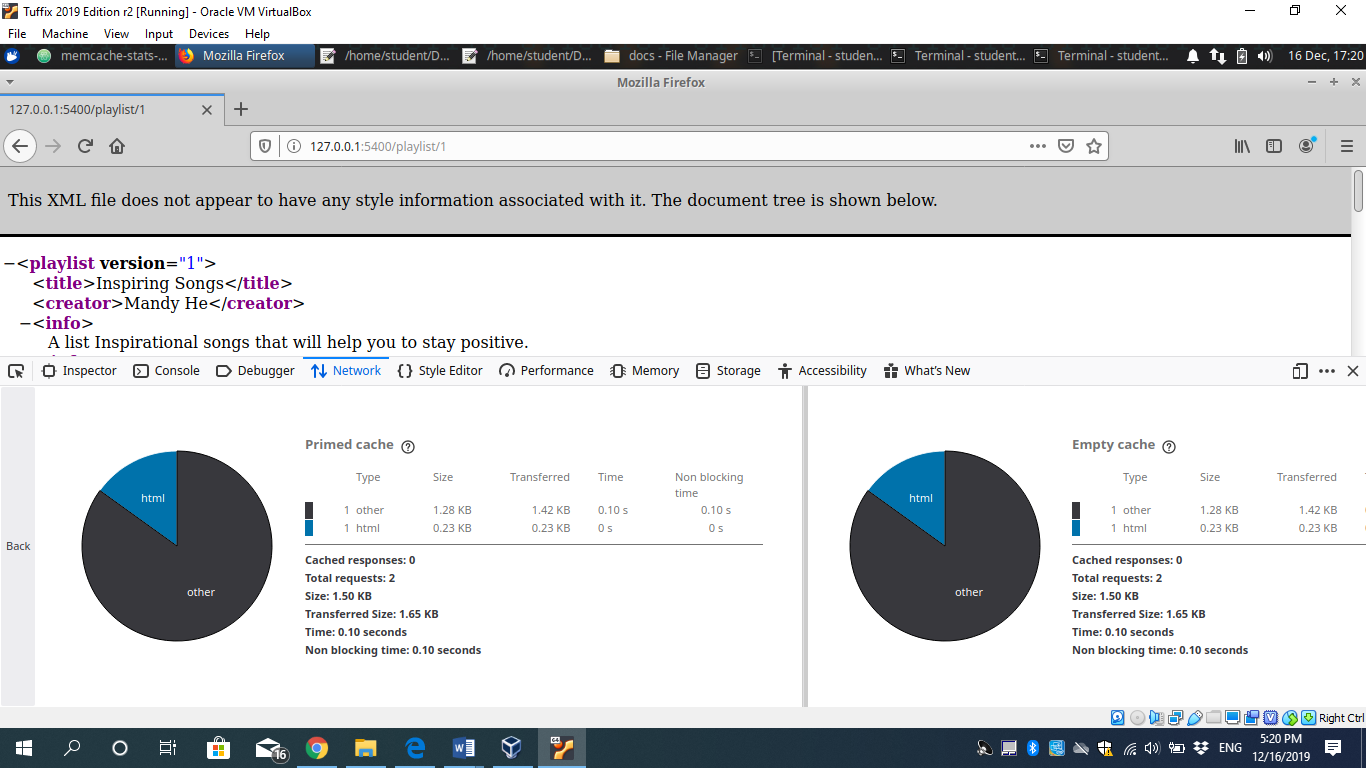 Tuffix 2019 Edition r2 [Running] - Oracle VM VirtualBox
File Machine View Input Devices Help
memcache-stats-... Mozilla Firefox /home/student/D... /home/student/D... docs - File Manager [Terminal - studen... Terminal - student... Terminal - student... 16 Dec, 17:20
Mozilla Firefox
127.0.0.1:5400/playlist/1
127.0.0.1:5400/playlist/1
This XML file does not appear to have any style information associated with it. The document tree is shown below.
−<playlist version="1">
<title>Inspiring Songs</title>
<creator>Mandy He</creator>
−<info>
A list Inspirational songs that will help you to stay positive.
Inspector Console Debugger Network Style Editor Performance Memory Storage Accessibility What's New
Back
html
other
Primed cache ?
Type Size Transferred Time Non blocking time
1 other 1.28 KB 1.42 KB 0.10 s 0.10 s
1 html 0.23 KB 0.23 KB 0 s 0 s
Cached responses: 0
Total requests: 2
Size: 1.50 KB
Transferred Size: 1.65 KB
Time: 0.10 seconds
Non blocking time: 0.10 seconds
html
other
Empty cache ?
Type Size Transferred
1 other 1.28 KB 1.42 KB
1 html 0.23 KB 0.23 KB
Cached responses: 0
Total requests: 2
Size: 1.50 KB
Transferred Size: 1.65 KB
Time: 0.10 seconds
Non blocking time: 0.10 seconds
Right Ctrl
16
ENG
5:20 PM
12/16/2019